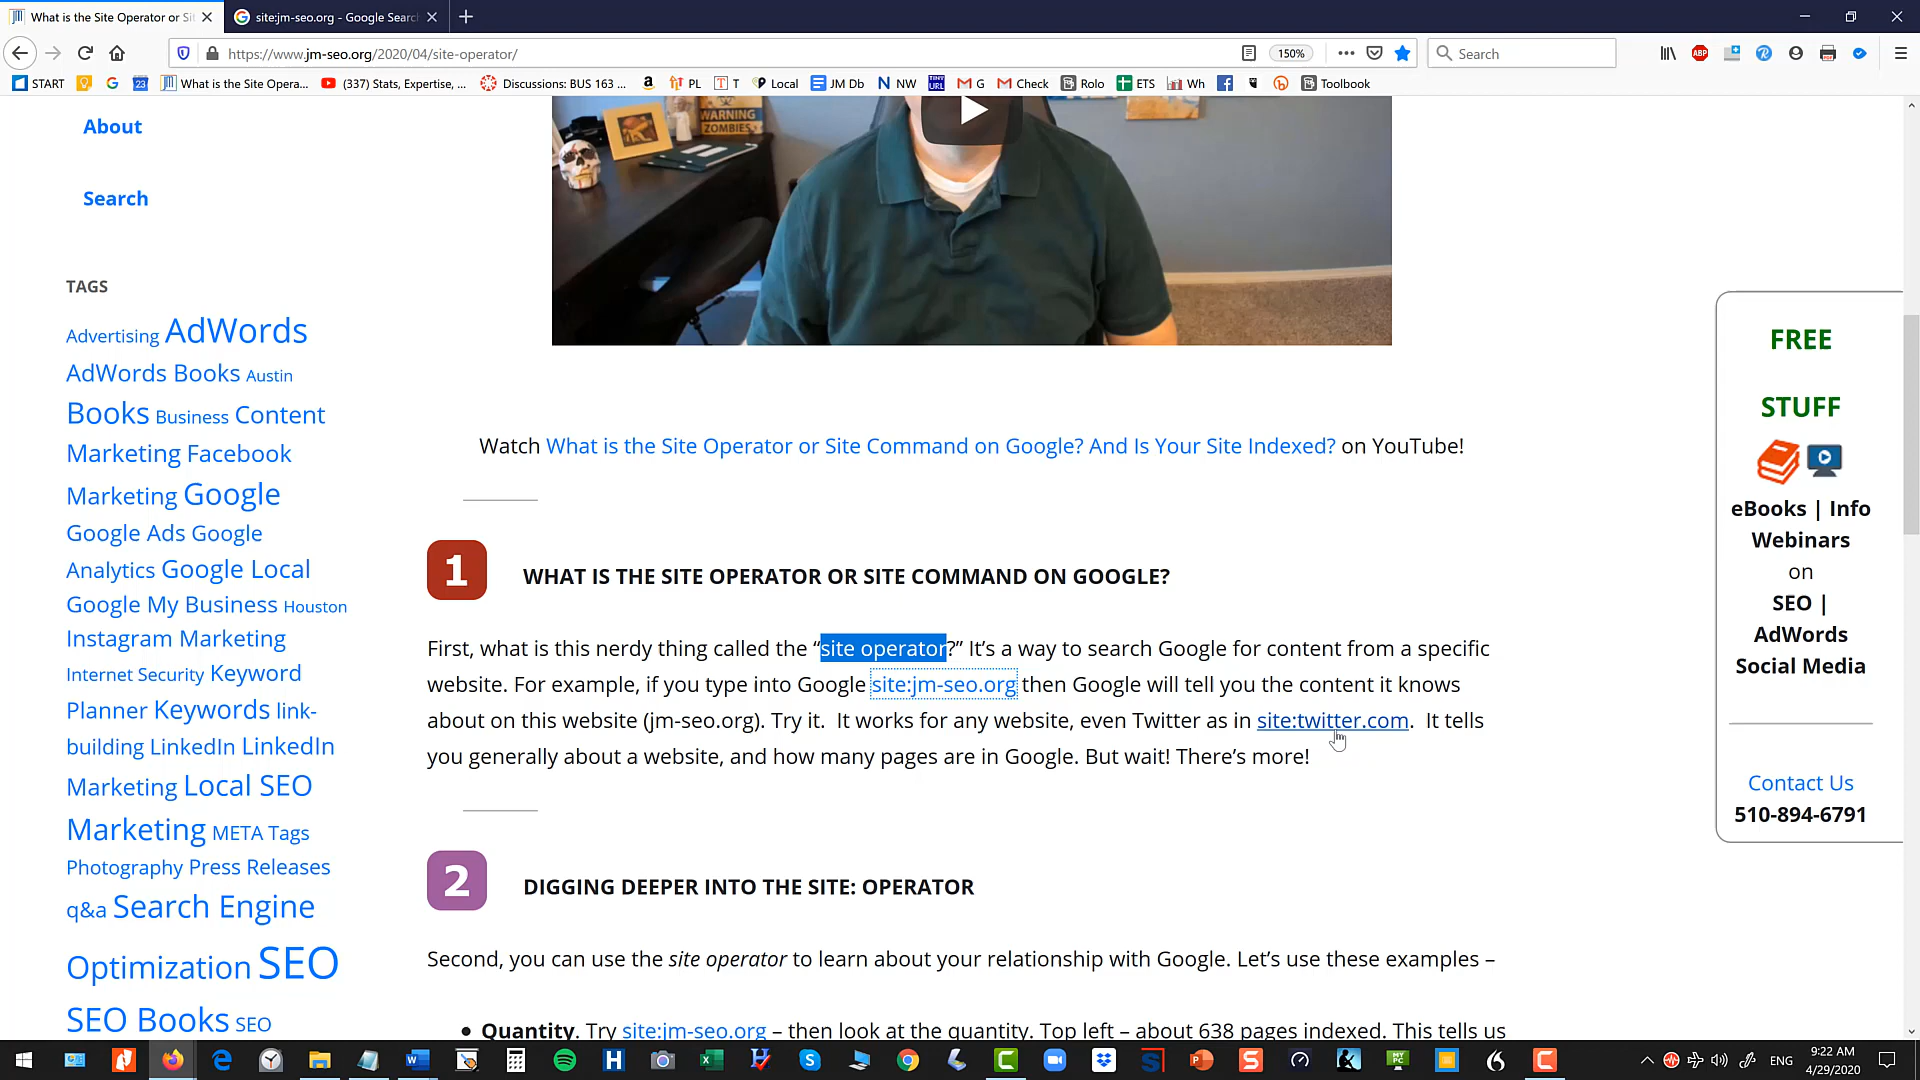 What is the Site Operator or Sit
site:jm-seo.org - Google Searc
https://www.jm-seo.org/2020/04/site-operator/
150%
Search
START
What is the Site Opera...
(337) Stats, Expertise, ...
Discussions: BUS 163 ...
PL
T
Local
JM Db
NW
TINY
URL
G
Check
Rolo
ETS
Wh
Toolbook
About
Search
WARNING
ZOMBIES
TAGS
Advertising AdWords
AdWords Books Austin
Books Business Content
Marketing Facebook
Marketing Google
Google Ads Google
Analytics Google Local
Google My Business Houston
Instagram Marketing
Internet Security Keyword
Planner Keywords link-
building LinkedIn LinkedIn
Marketing Local SEO
Marketing META Tags
Photography Press Releases
q&a Search Engine
Optimization SEO
SEO Books SEO
Watch What is the Site Operator or Site Command on Google? And Is Your Site Indexed? on YouTube!
1 WHAT IS THE SITE OPERATOR OR SITE COMMAND ON GOOGLE?
First, what is this nerdy thing called the “site operator?” It’s a way to search Google for content from a specific
website. For example, if you type into Google site:jm-seo.org then Google will tell you the content it knows
about on this website (jm-seo.org). Try it. It works for any website, even Twitter as in site:twitter.com. It tells
you generally about a website, and how many pages are in Google. But wait! There’s more!
2 DIGGING DEEPER INTO THE SITE: OPERATOR
Second, you can use the site operator to learn about your relationship with Google. Let’s use these examples –
• Quantity. Try site:jm-seo.org – then look at the quantity. Top left – about 638 pages indexed. This tells us
FREE
STUFF
eBooks | Info
Webinars
on
SEO |
AdWords
Social Media
Contact Us
510-894-6791
ENG
9:22 AM
4/29/2020